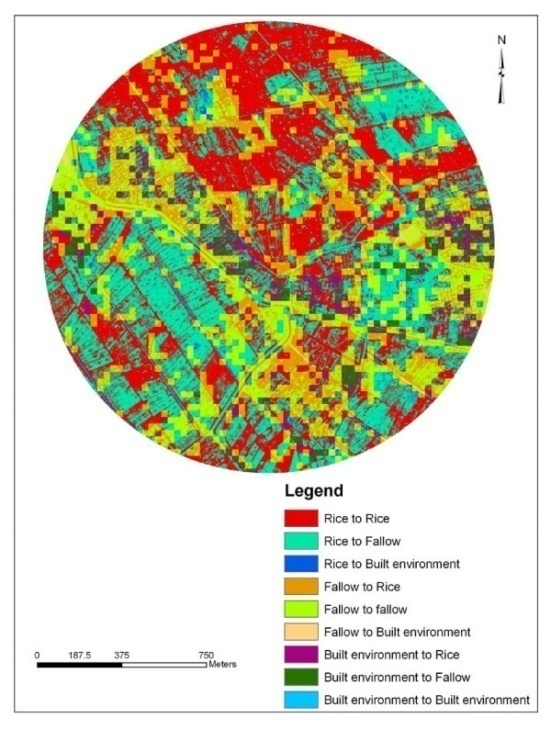 N
Legend
Rice to Rice
Rice to Fallow
Rice to Built environment
Fallow to Rice
Fallow to fallow
Fallow to Built environment
Built environment to Rice
Built environment to Fallow
Built environment to Built environment
0 187.5 375 750
Meters